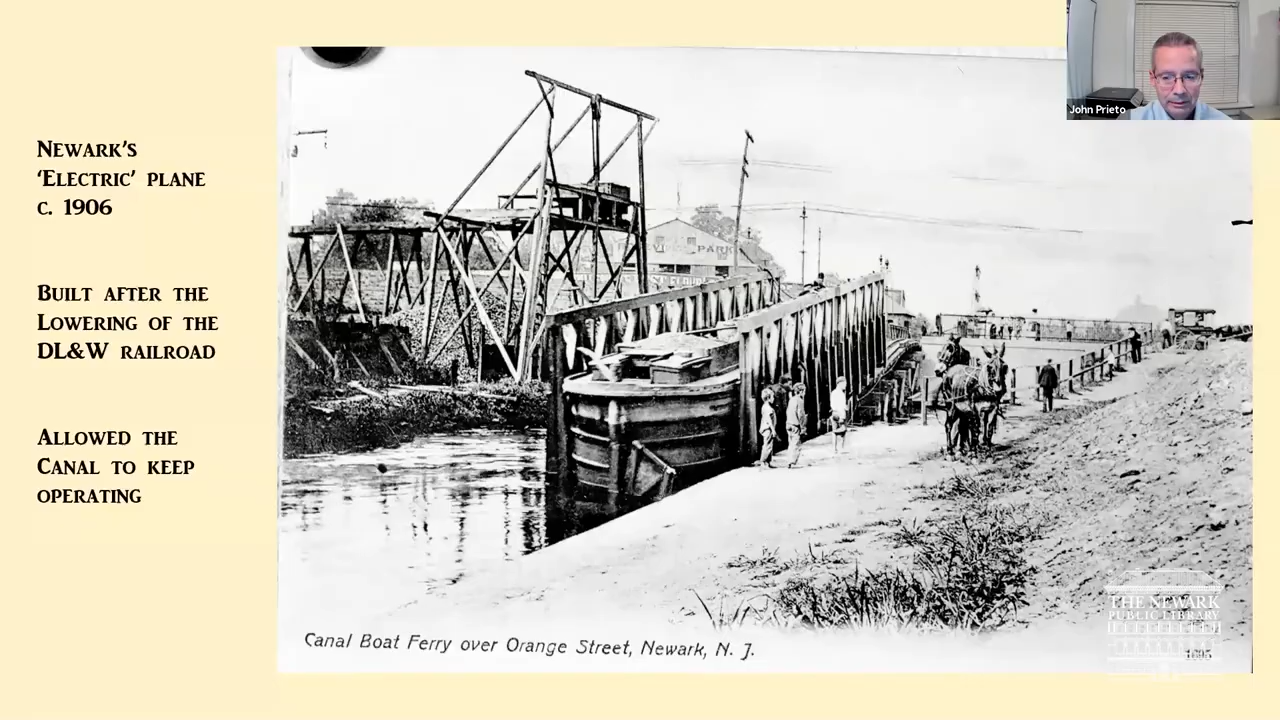 Newark's
'Electric' plane
c. 1906
Built after the
Lowering of the
DL&W railroad
Allowed the
Canal to keep
operating
John Prieto
PARK
Canal Boat Ferry over Orange Street, Newark, N. J.
THE NEWARK
PUBLIC LIBRARY